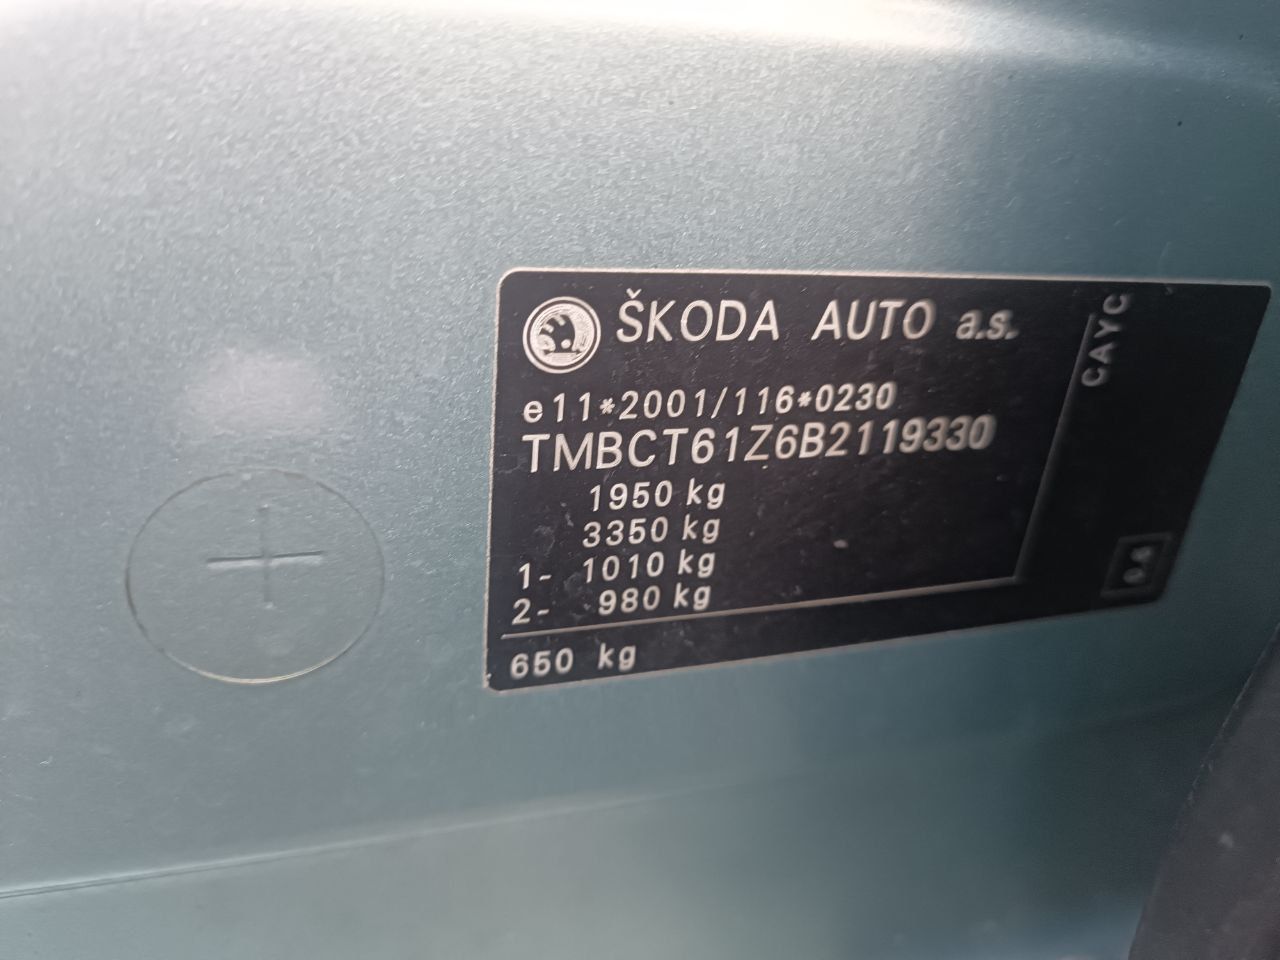 ŠKODA AUTO a.s.
CAYC
e11*2001/116*0230
TMBCT61Z6B2119330
1950 kg
3350 kg
1- 1010 kg
2- 980 kg
650 kg